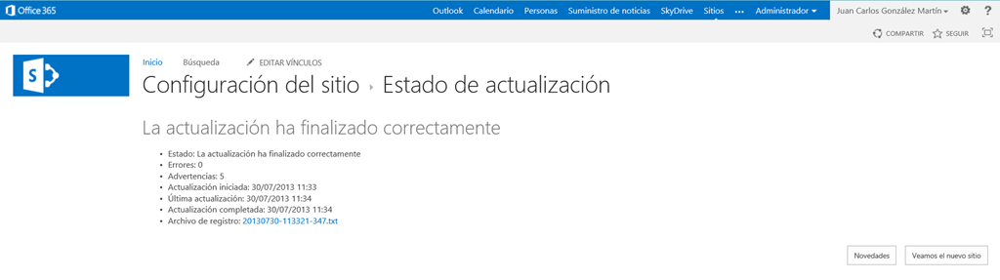 Office 365 Outlook Calendario Personas Suministro de noticias SkyDrive Sitios ••• Administrador Juan Carlos González Martín ?
COMPARTIR SEGUIR
S
Inicio Búsqueda EDITAR VÍNCULOS
Configuración del sitio › Estado de actualización
La actualización ha finalizado correctamente
• Estado: La actualización ha finalizado correctamente
• Errores: 0
• Advertencias: 5
• Actualización iniciada: 30/07/2013 11:33
• Última actualización: 30/07/2013 11:34
• Actualización completada: 30/07/2013 11:34
• Archivo de registro: 20130730-113321-347.txt
Novedades Veamos el nuevo sitio